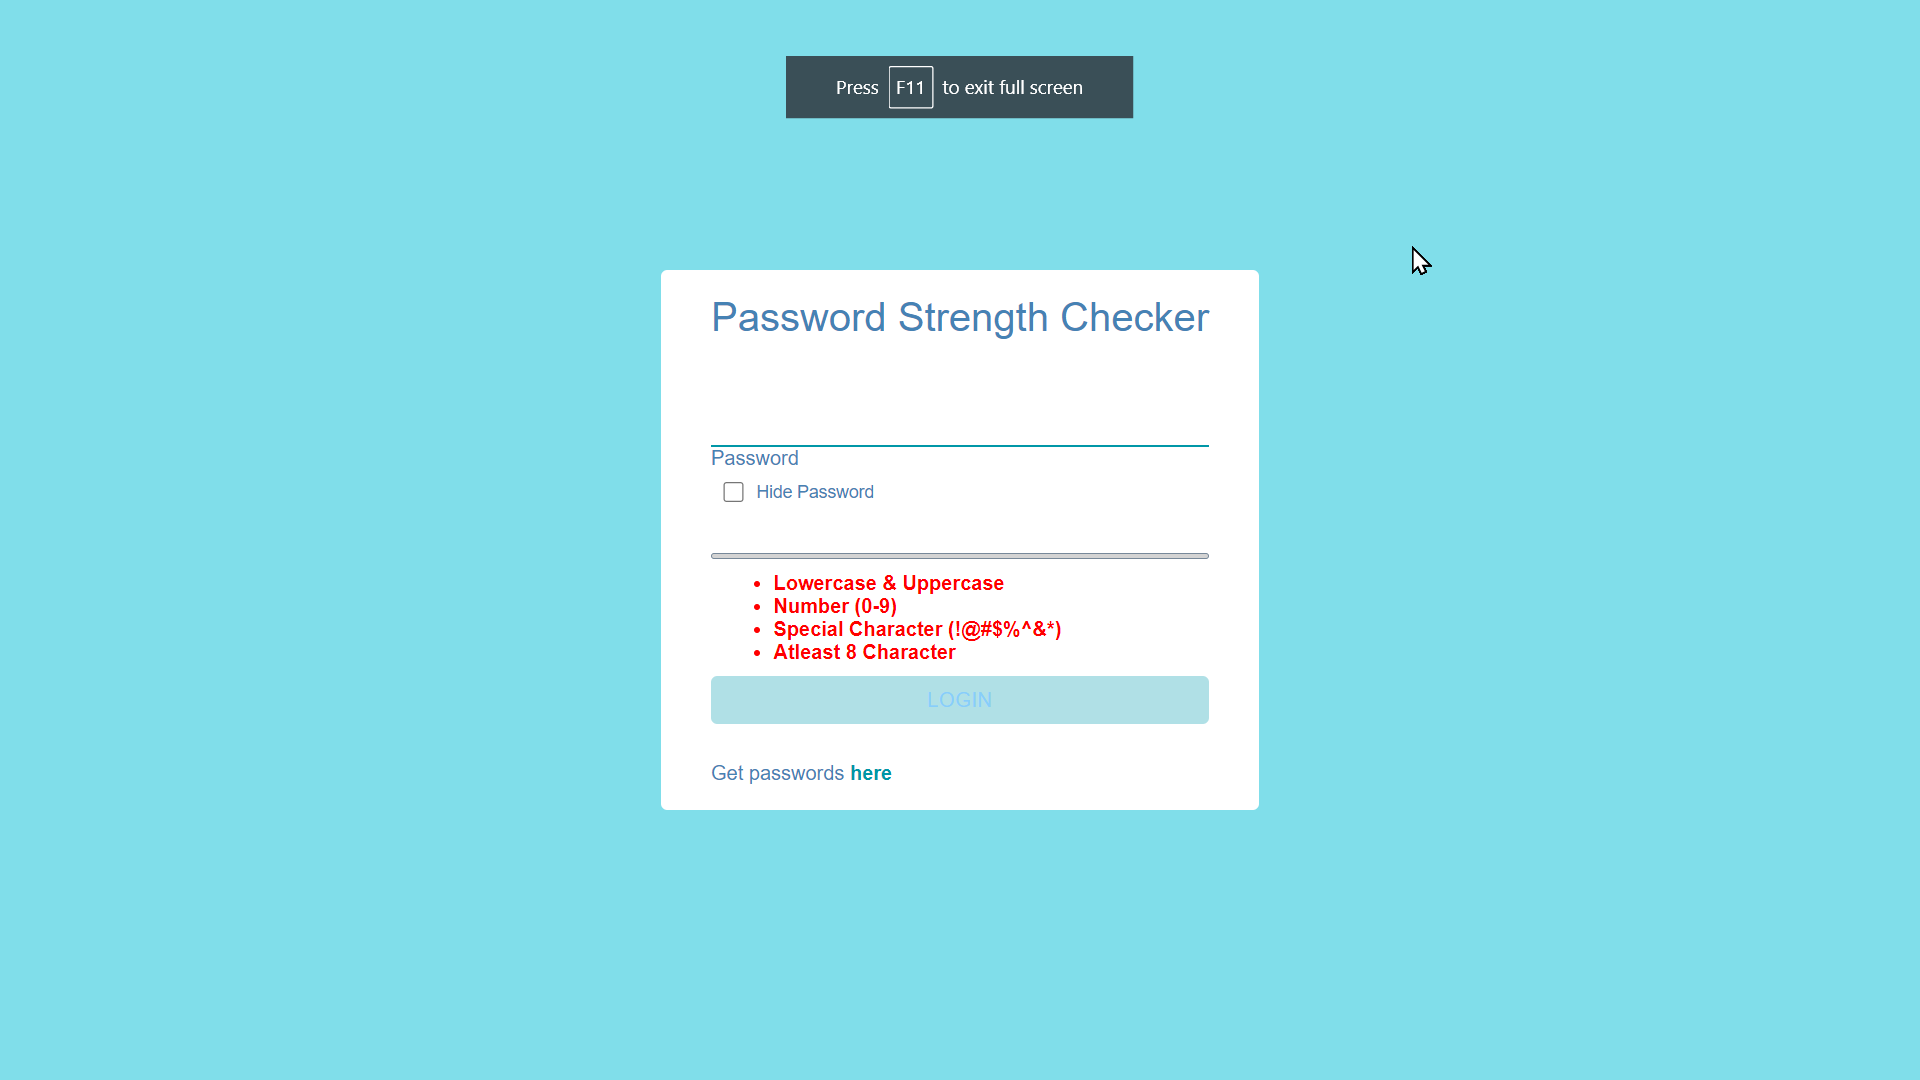 Press F11 to exit full screen
Password Strength Checker
Password
Hide Password
Lowercase & Uppercase
Number (0-9)
Special Character (!@#$%^&*)
Atleast 8 Character
LOGIN
Get passwords here